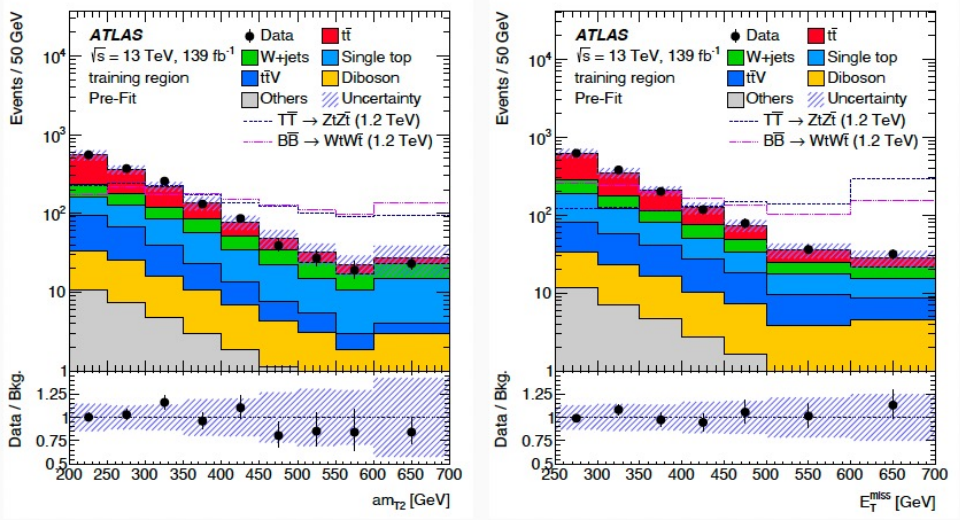 ATLAS
√s = 13 TeV, 139 fb⁻¹
training region
Pre-Fit
Data
tt̄
W+jets
Single top
tt̄V
Diboson
Others
Uncertainty
TT̄ → ZtZt̄ (1.2 TeV)
BB̄ → WtWt̄ (1.2 TeV)
Events / 50 GeV
10⁴
10³
10²
10
1
Data / Bkg.
1.25
1
0.75
0.5
200 250 300 350 400 450 500 550 600 650 700
am_T2 [GeV]
ATLAS
√s = 13 TeV, 139 fb⁻¹
training region
Pre-Fit
Data
tt̄
W+jets
Single top
tt̄V
Diboson
Others
Uncertainty
TT̄ → ZtZt̄ (1.2 TeV)
BB̄ → WtWt̄ (1.2 TeV)
Events / 50 GeV
10⁴
10³
10²
10
1
Data / Bkg.
1.25
1
0.75
0.5
250 300 350 400 450 500 550 600 650 700
E_T^miss [GeV]